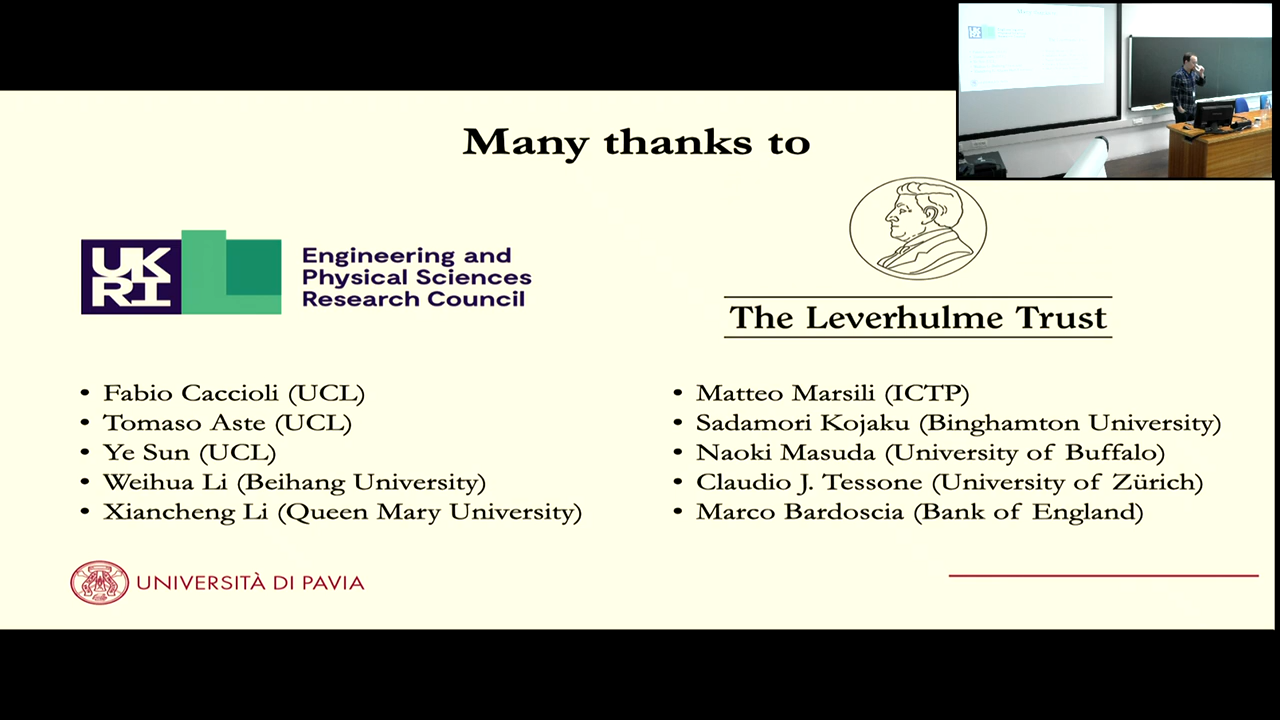 Many thanks to
UK
RI
Engineering and
Physical Sciences
Research Council
The Leverhulme Trust
• Fabio Caccioli (UCL)
• Tomaso Aste (UCL)
• Ye Sun (UCL)
• Weihua Li (Beihang University)
• Xiancheng Li (Queen Mary University)
• Matteo Marsili (ICTP)
• Sadamori Kojaku (Binghamton University)
• Naoki Masuda (University of Buffalo)
• Claudio J. Tessone (University of Zürich)
• Marco Bardoscia (Bank of England)
UNIVERSITÀ DI PAVIA